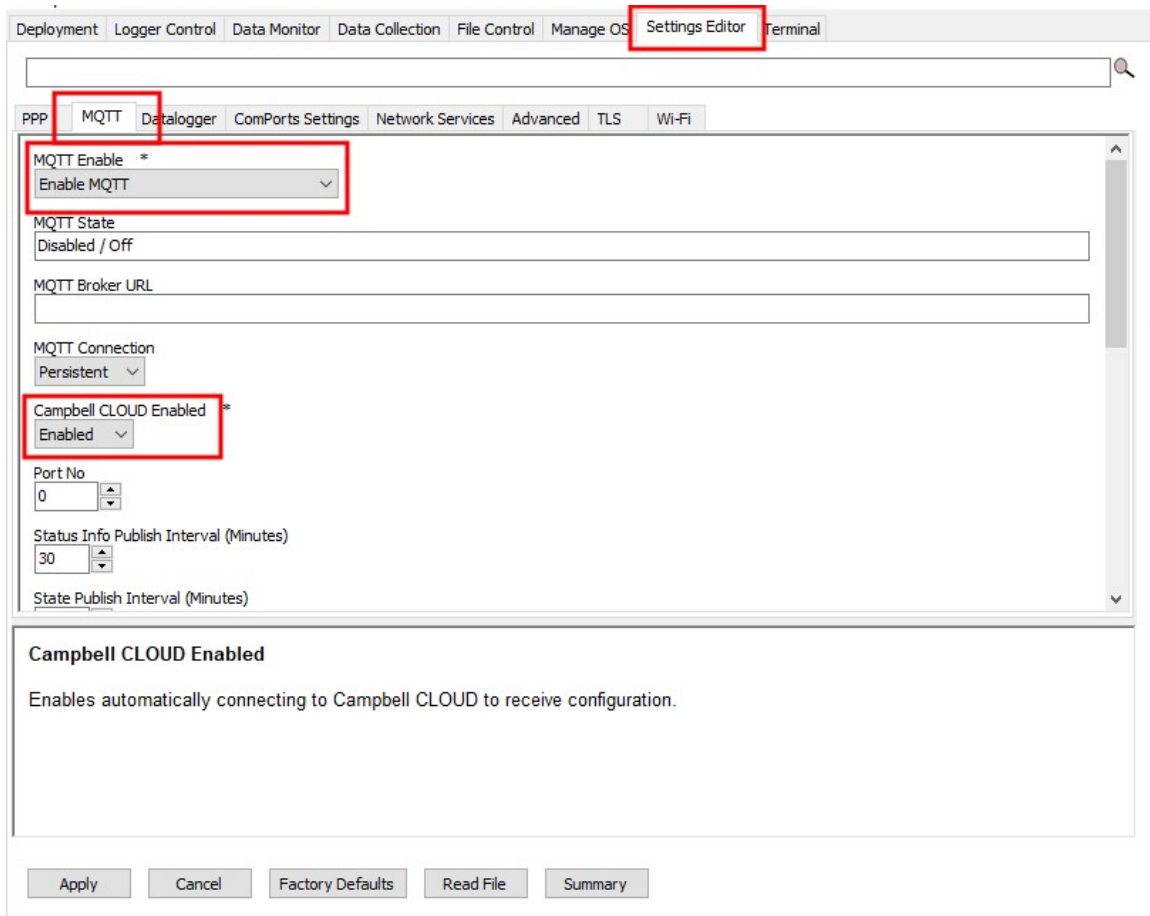 Deployment Logger Control Data Monitor Data Collection File Control Manage OS Settings Editor Terminal
PPP MQTT Datalogger ComPorts Settings Network Services Advanced TLS Wi-Fi
MQTT Enable *
Enable MQTT
MQTT State
Disabled / Off
MQTT Broker URL
MQTT Connection
Persistent
Campbell CLOUD Enabled *
Enabled
Port No
0
Status Info Publish Interval (Minutes)
30
State Publish Interval (Minutes)
Campbell CLOUD Enabled
Enables automatically connecting to Campbell CLOUD to receive configuration.
Apply Cancel Factory Defaults Read File Summary